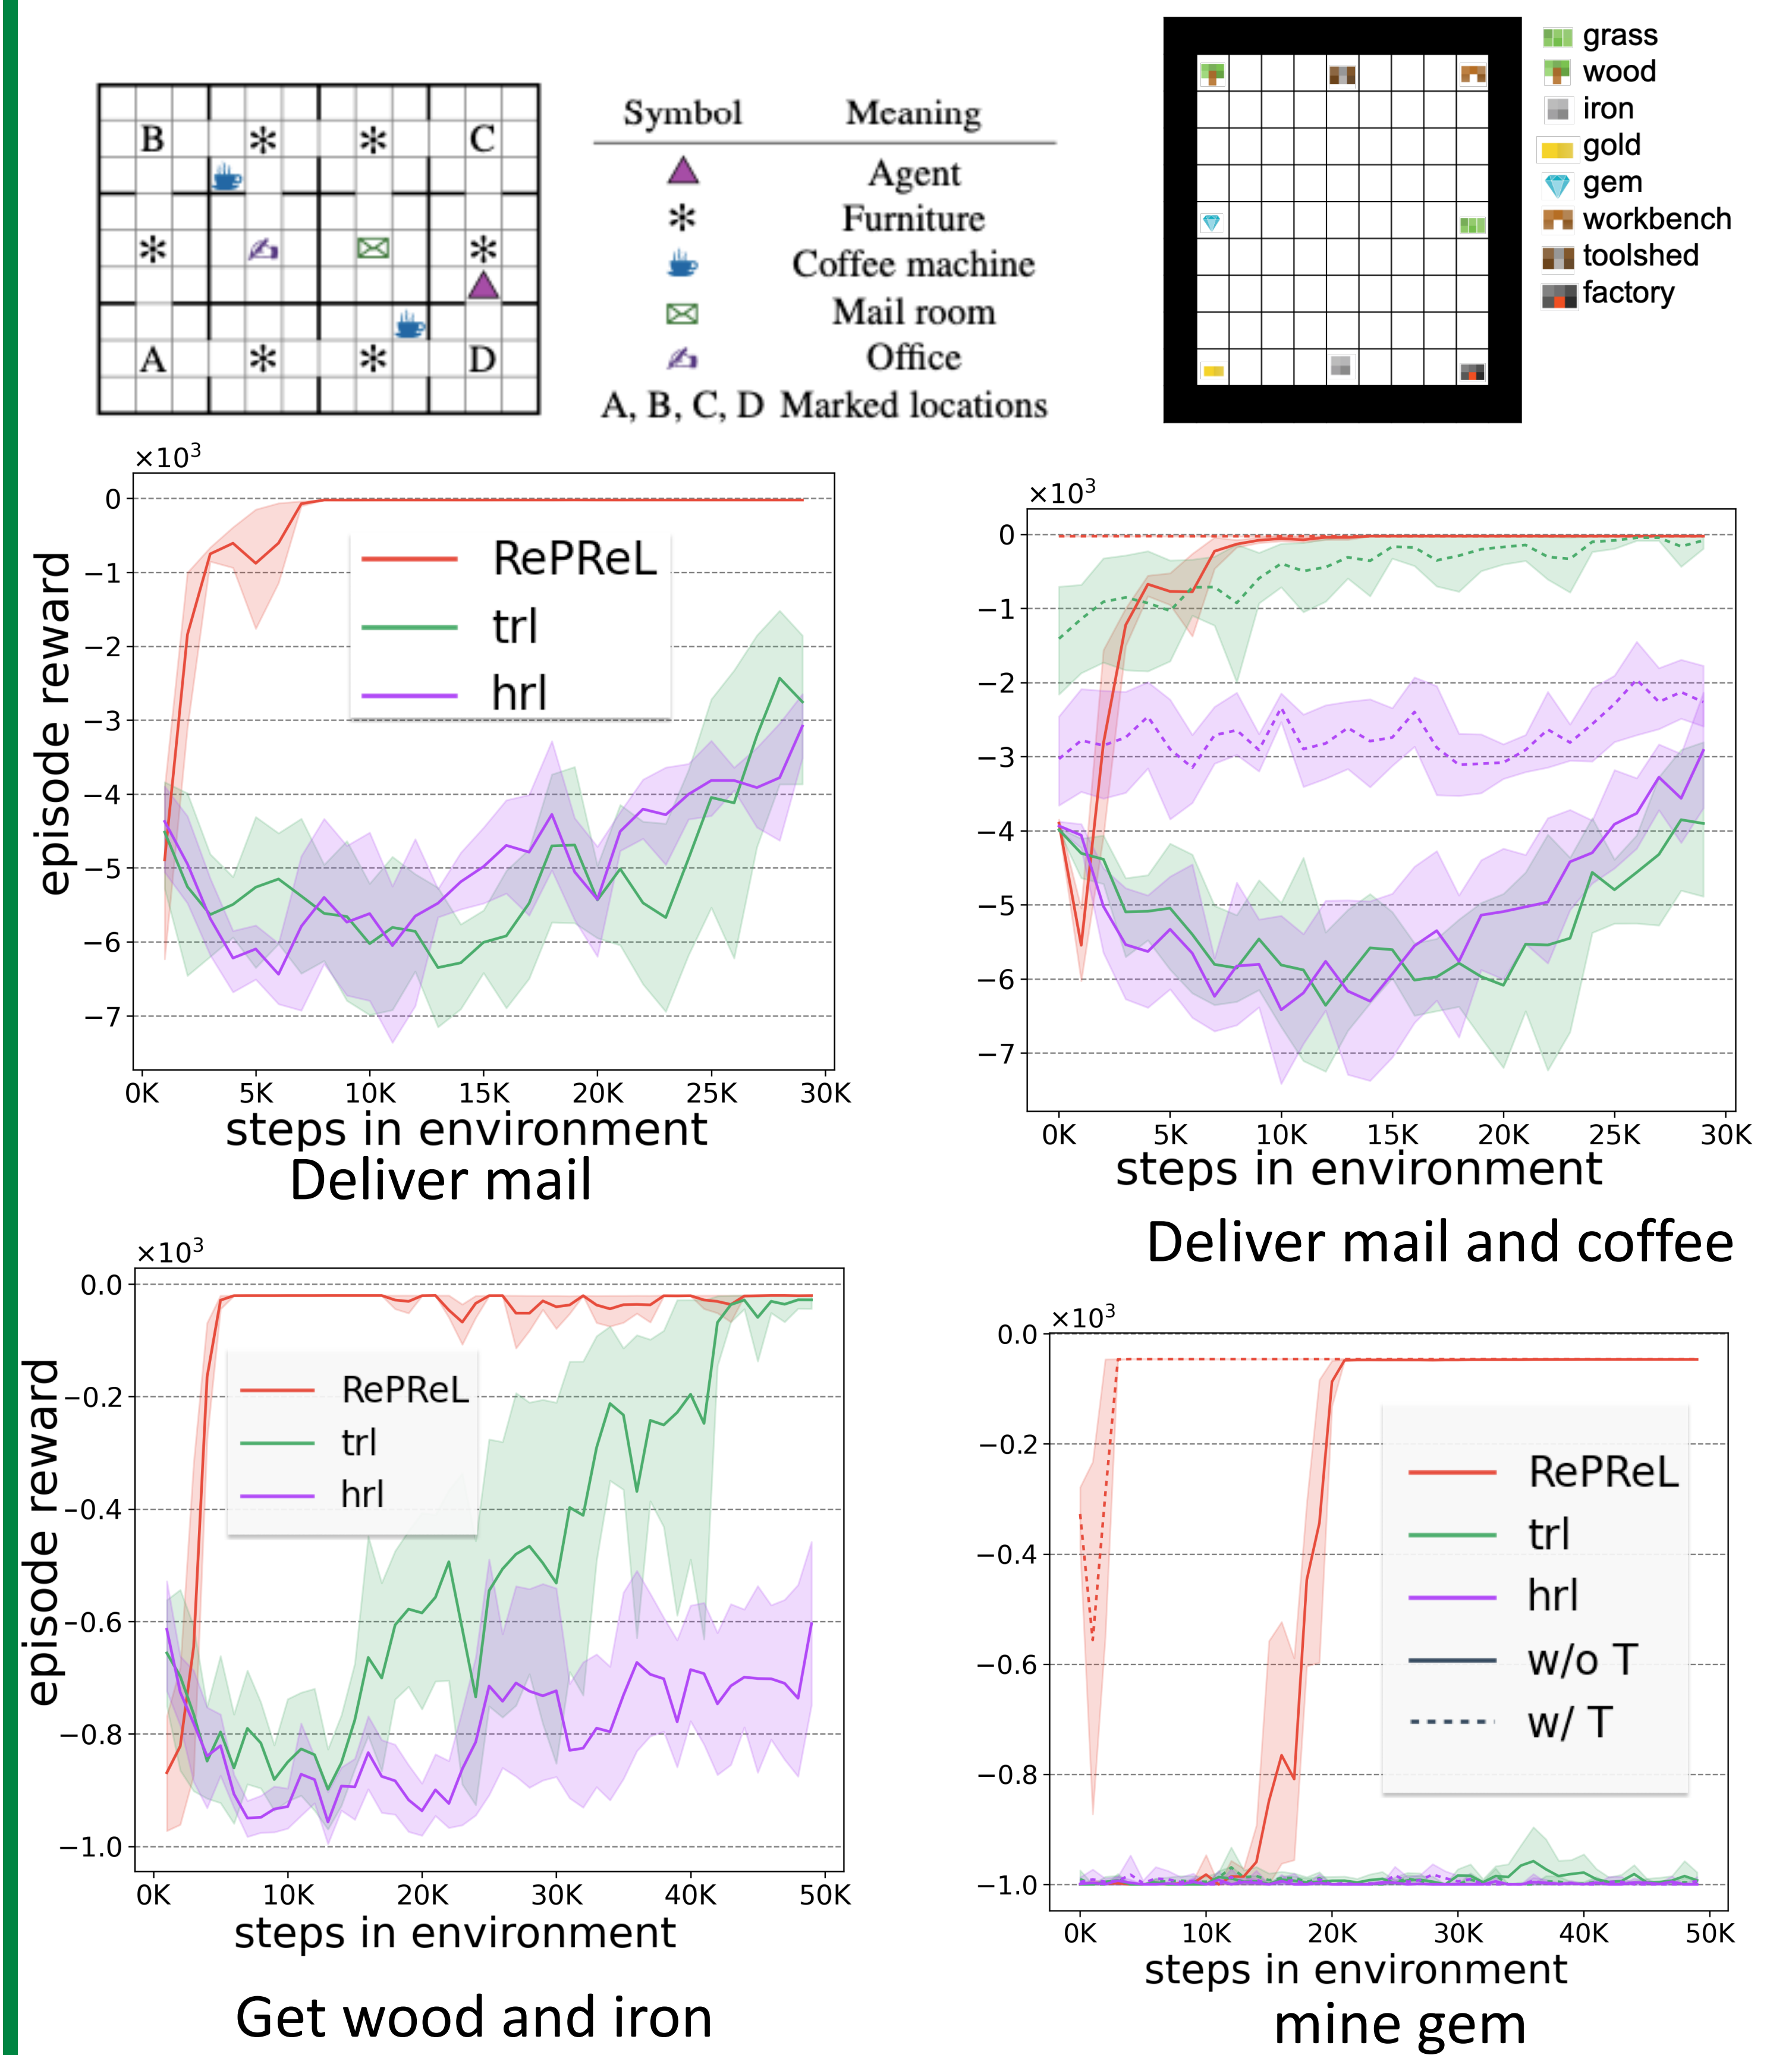 B
C
A
D
Symbol Meaning
Agent
Furniture
Coffee machine
Mail room
Office
A, B, C, D Marked locations
grass
wood
iron
gold
gem
workbench
toolshed
factory
×10³
0
−1
−2
−3
−4
−5
−6
−7
episode reward
RePReL
trl
hrl
0K 5K 10K 15K 20K 25K 30K
steps in environment
Deliver mail
×10³
0
−1
−2
−3
−4
−5
−6
−7
0K 5K 10K 15K 20K 25K 30K
steps in environment
Deliver mail and coffee
×10³
0.0
−0.2
−0.4
−0.6
−0.8
−1.0
episode reward
RePReL
trl
hrl
0K 10K 20K 30K 40K 50K
steps in environment
Get wood and iron
×10³
0.0
−0.2
−0.4
−0.6
−0.8
−1.0
RePReL
trl
hrl
w/o T
w/ T
0K 10K 20K 30K 40K 50K
steps in environment
mine gem